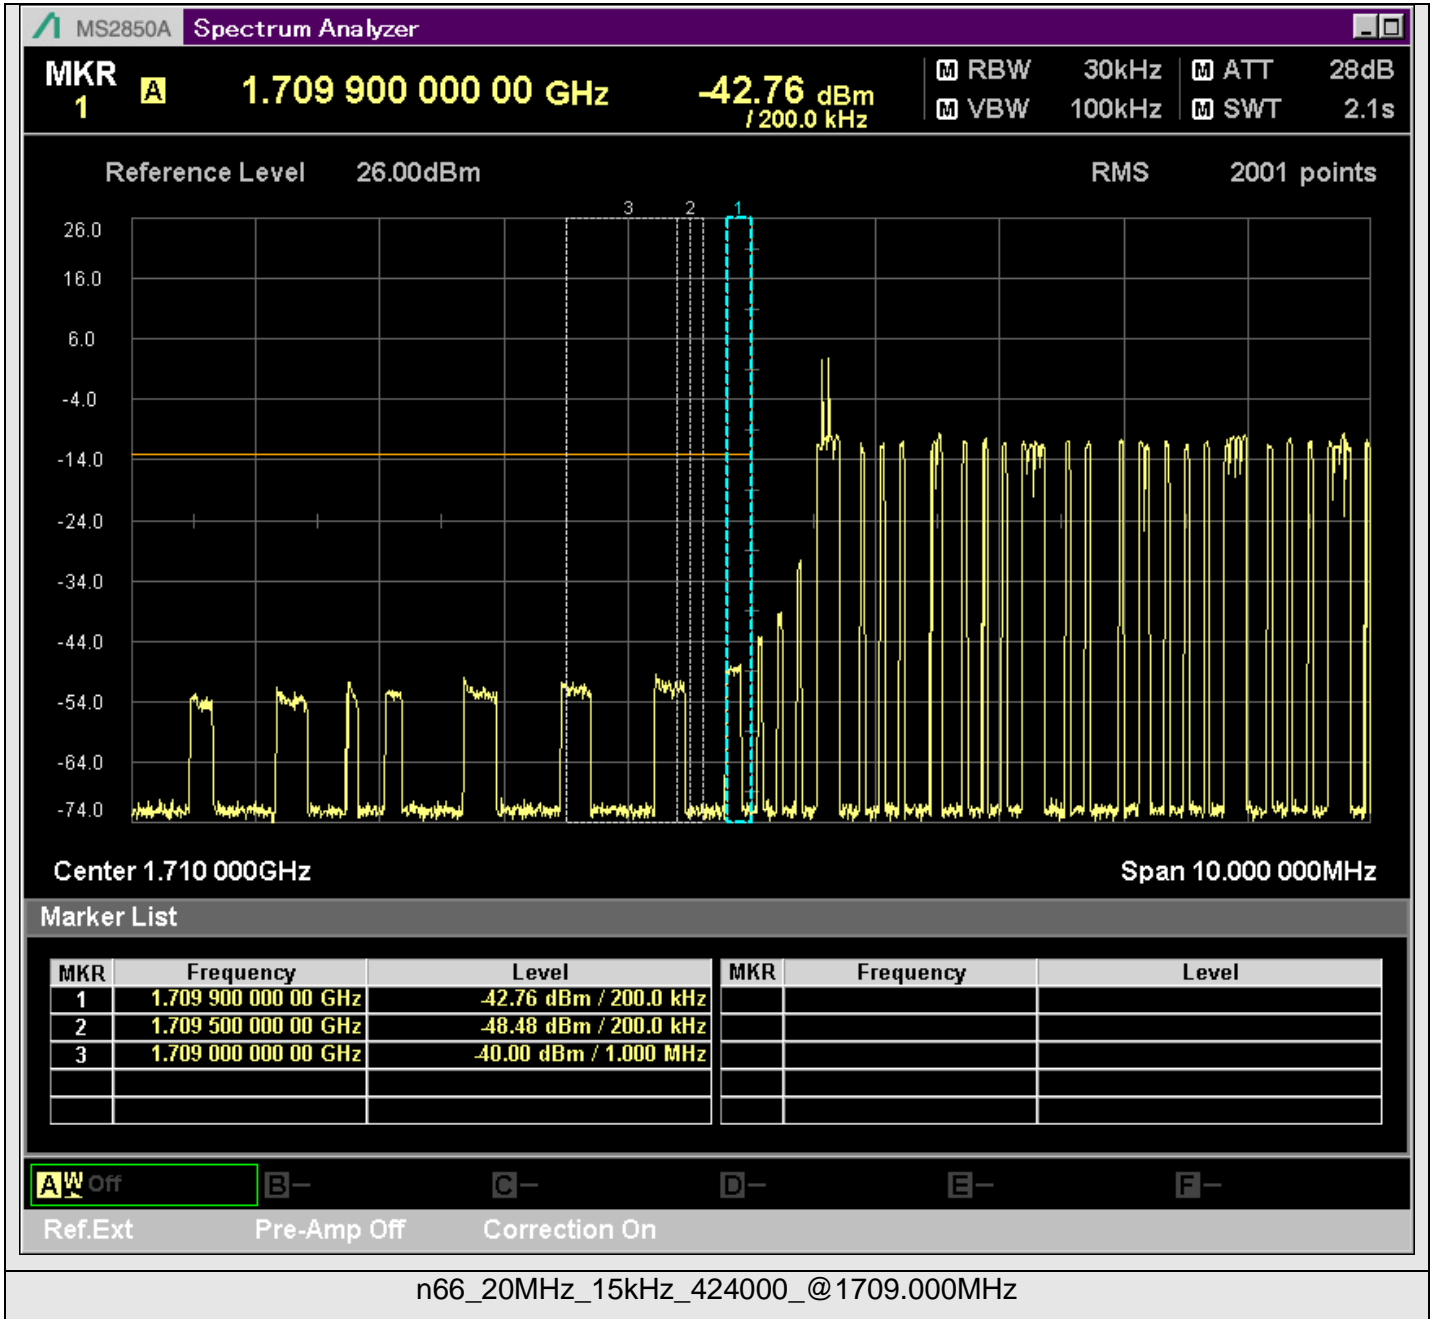 MS2850A Spectrum Analyzer
MKR 1 A 1.709 900 000 00 GHz -42.76 dBm / 200.0 kHz
M RBW 30kHz M ATT 28dB
M VBW 100kHz M SWT 2.1s
Reference Level 26.00dBm RMS 2001 points
3 2 1
26.0
16.0
6.0
-4.0
-14.0
-24.0
-34.0
-44.0
-54.0
-64.0
-74.0
Center 1.710 000GHz Span 10.000 000MHz
Marker List
MKR Frequency Level MKR Frequency Level
1 1.709 900 000 00 GHz -42.76 dBm / 200.0 kHz
2 1.709 500 000 00 GHz -48.48 dBm / 200.0 kHz
3 1.709 000 000 00 GHz -40.00 dBm / 1.000 MHz
A W Off B - C - D - E - F -
Ref.Ext Pre-Amp Off Correction On
n66_20MHz_15kHz_424000_@1709.000MHz